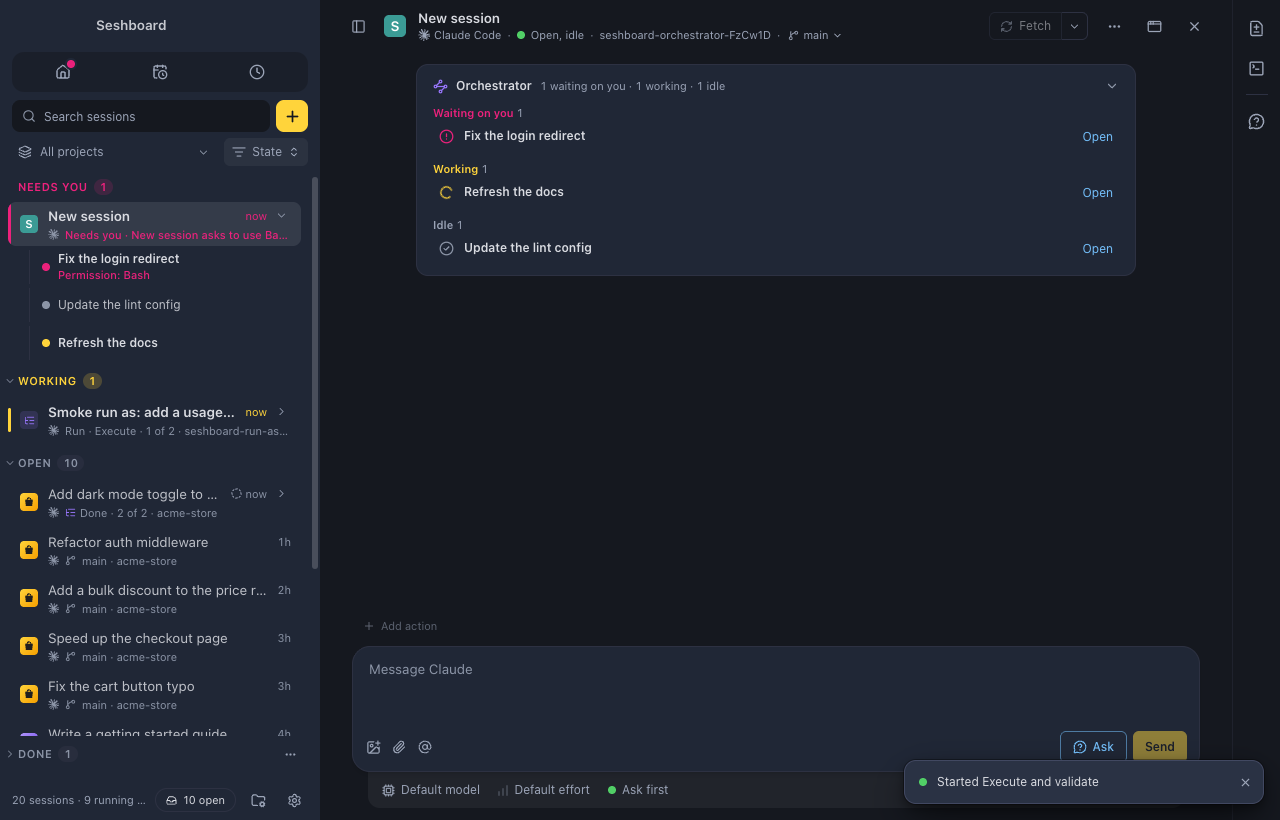 Seshboard
Search sessions
All projects
State
NEEDS YOU 1
S
New session now
Needs you · New session asks to use Ba...
Fix the login redirect
Permission: Bash
Update the lint config
Refresh the docs
WORKING 1
Smoke run as: add a usage... now
Run · Execute · 1 of 2 · seshboard-run-as...
OPEN 10
Add dark mode toggle to ... now
Done · 2 of 2 · acme-store
Refactor auth middleware 1h
main · acme-store
Add a bulk discount to the price r... 2h
main · acme-store
Speed up the checkout page 3h
main · acme-store
Fix the cart button typo 3h
main · acme-store
Write a getting started guide 4h
DONE 1
20 sessions · 9 running ... 10 open
S
New session
Claude Code · Open, idle · seshboard-orchestrator-FzCw1D · main
Fetch
Orchestrator 1 waiting on you · 1 working · 1 idle
Waiting on you 1
Fix the login redirect Open
Working 1
Refresh the docs Open
Idle 1
Update the lint config Open
Add action
Message Claude
Ask Send
Default model Default effort Ask first
Started Execute and validate